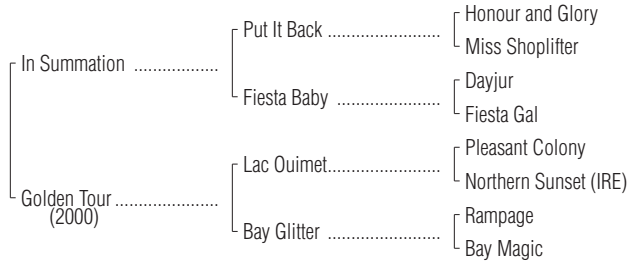 Honour and Glory
Put It Back ....................
Miss Shoplifter
In Summation ...............
Dayjur
Fiesta Baby ..................
Fiesta Gal
Pleasant Colony
Lac Ouimet....................
Northern Sunset (IRE)
Golden Tour ..................
(2000)
Rampage
Bay Glitter .....................
Bay Magic